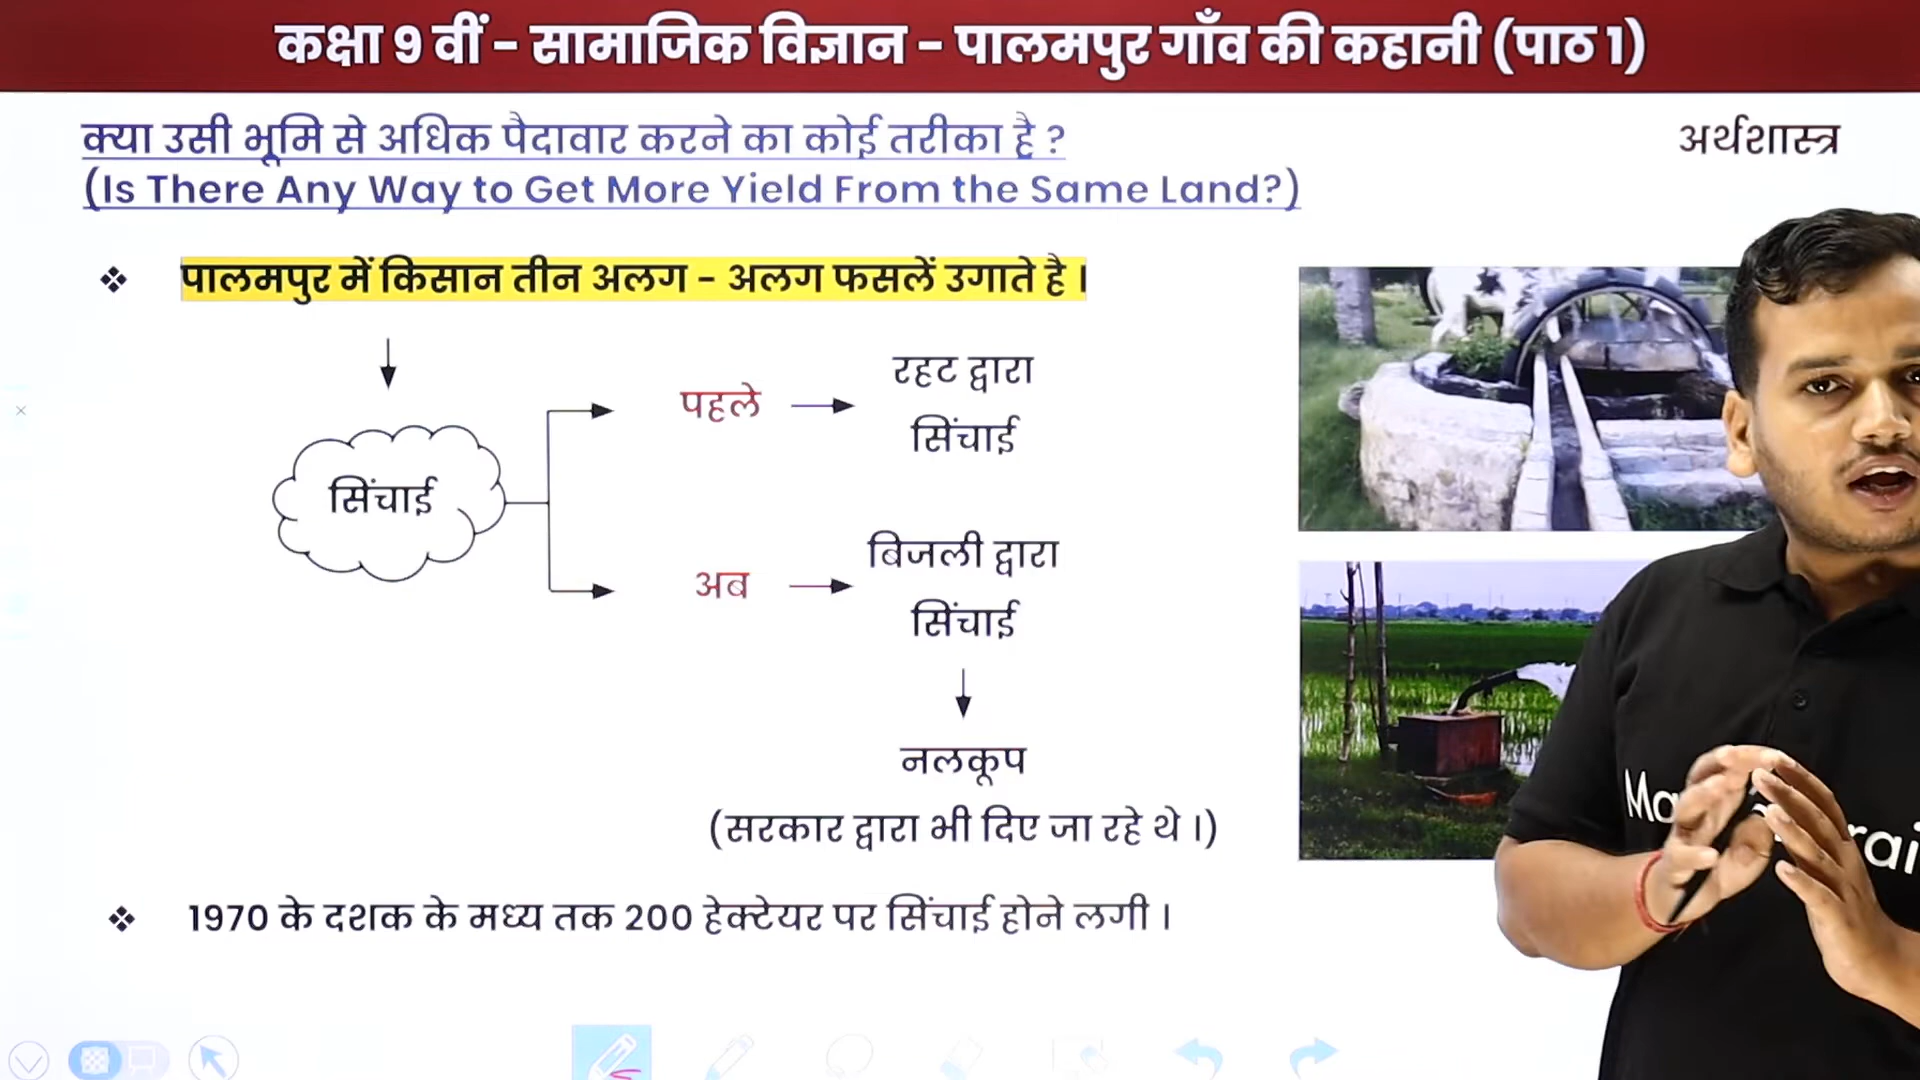 कक्षा 9 वीं - सामाजिक विज्ञान - पालमपुर गाँव की कहानी (पाठ 1)
क्या उसी भूमि से अधिक पैदावार करने का कोई तरीका है ?
(Is There Any Way to Get More Yield From the Same Land?)
अर्थशास्त्र
❖ पालमपुर में किसान तीन अलग - अलग फसलें उगाते है ।
सिंचाई
पहले
रहट द्वारा
सिंचाई
अब
बिजली द्वारा
सिंचाई
नलकूप
(सरकार द्वारा भी दिए जा रहे थे ।)
❖ 1970 के दशक के मध्य तक 200 हेक्टेयर पर सिंचाई होने लगी ।